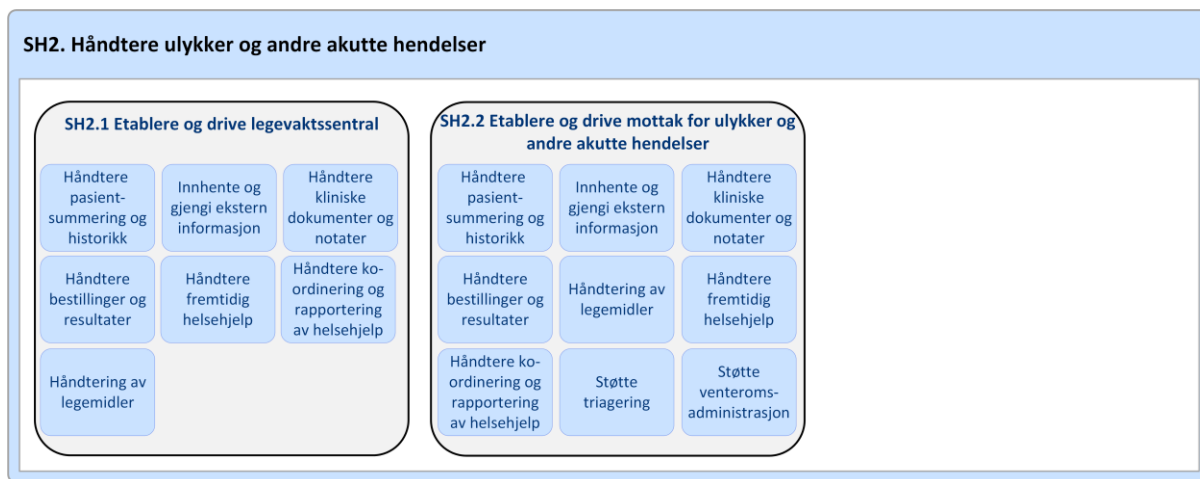 SH2. Håndtere ulykker og andre akutte hendelser
SH2.1 Etablere og drive legevaktssentral
Håndtere
pasient-
summering og
historikk
Innhente og
gjengi ekstern
informasjon
Håndtere
kliniske
dokumenter og
notater
Håndtere
bestillinger og
resultater
Håndtere
fremtidig
helsehjelp
Håndtere ko-
ordinering og
rapportering
av helsehjelp
Håndtering av
legemidler
SH2.2 Etablere og drive mottak for ulykker og
andre akutte hendelser
Håndtere
pasient-
summering og
historikk
Innhente og
gjengi ekstern
informasjon
Håndtere
kliniske
dokumenter og
notater
Håndtere
bestillinger og
resultater
Håndtering av
legemidler
Håndtere
fremtidig
helsehjelp
Håndtere ko-
ordinering og
rapportering
av helsehjelp
Støtte
triagering
Støtte
venteroms-
administrasjon